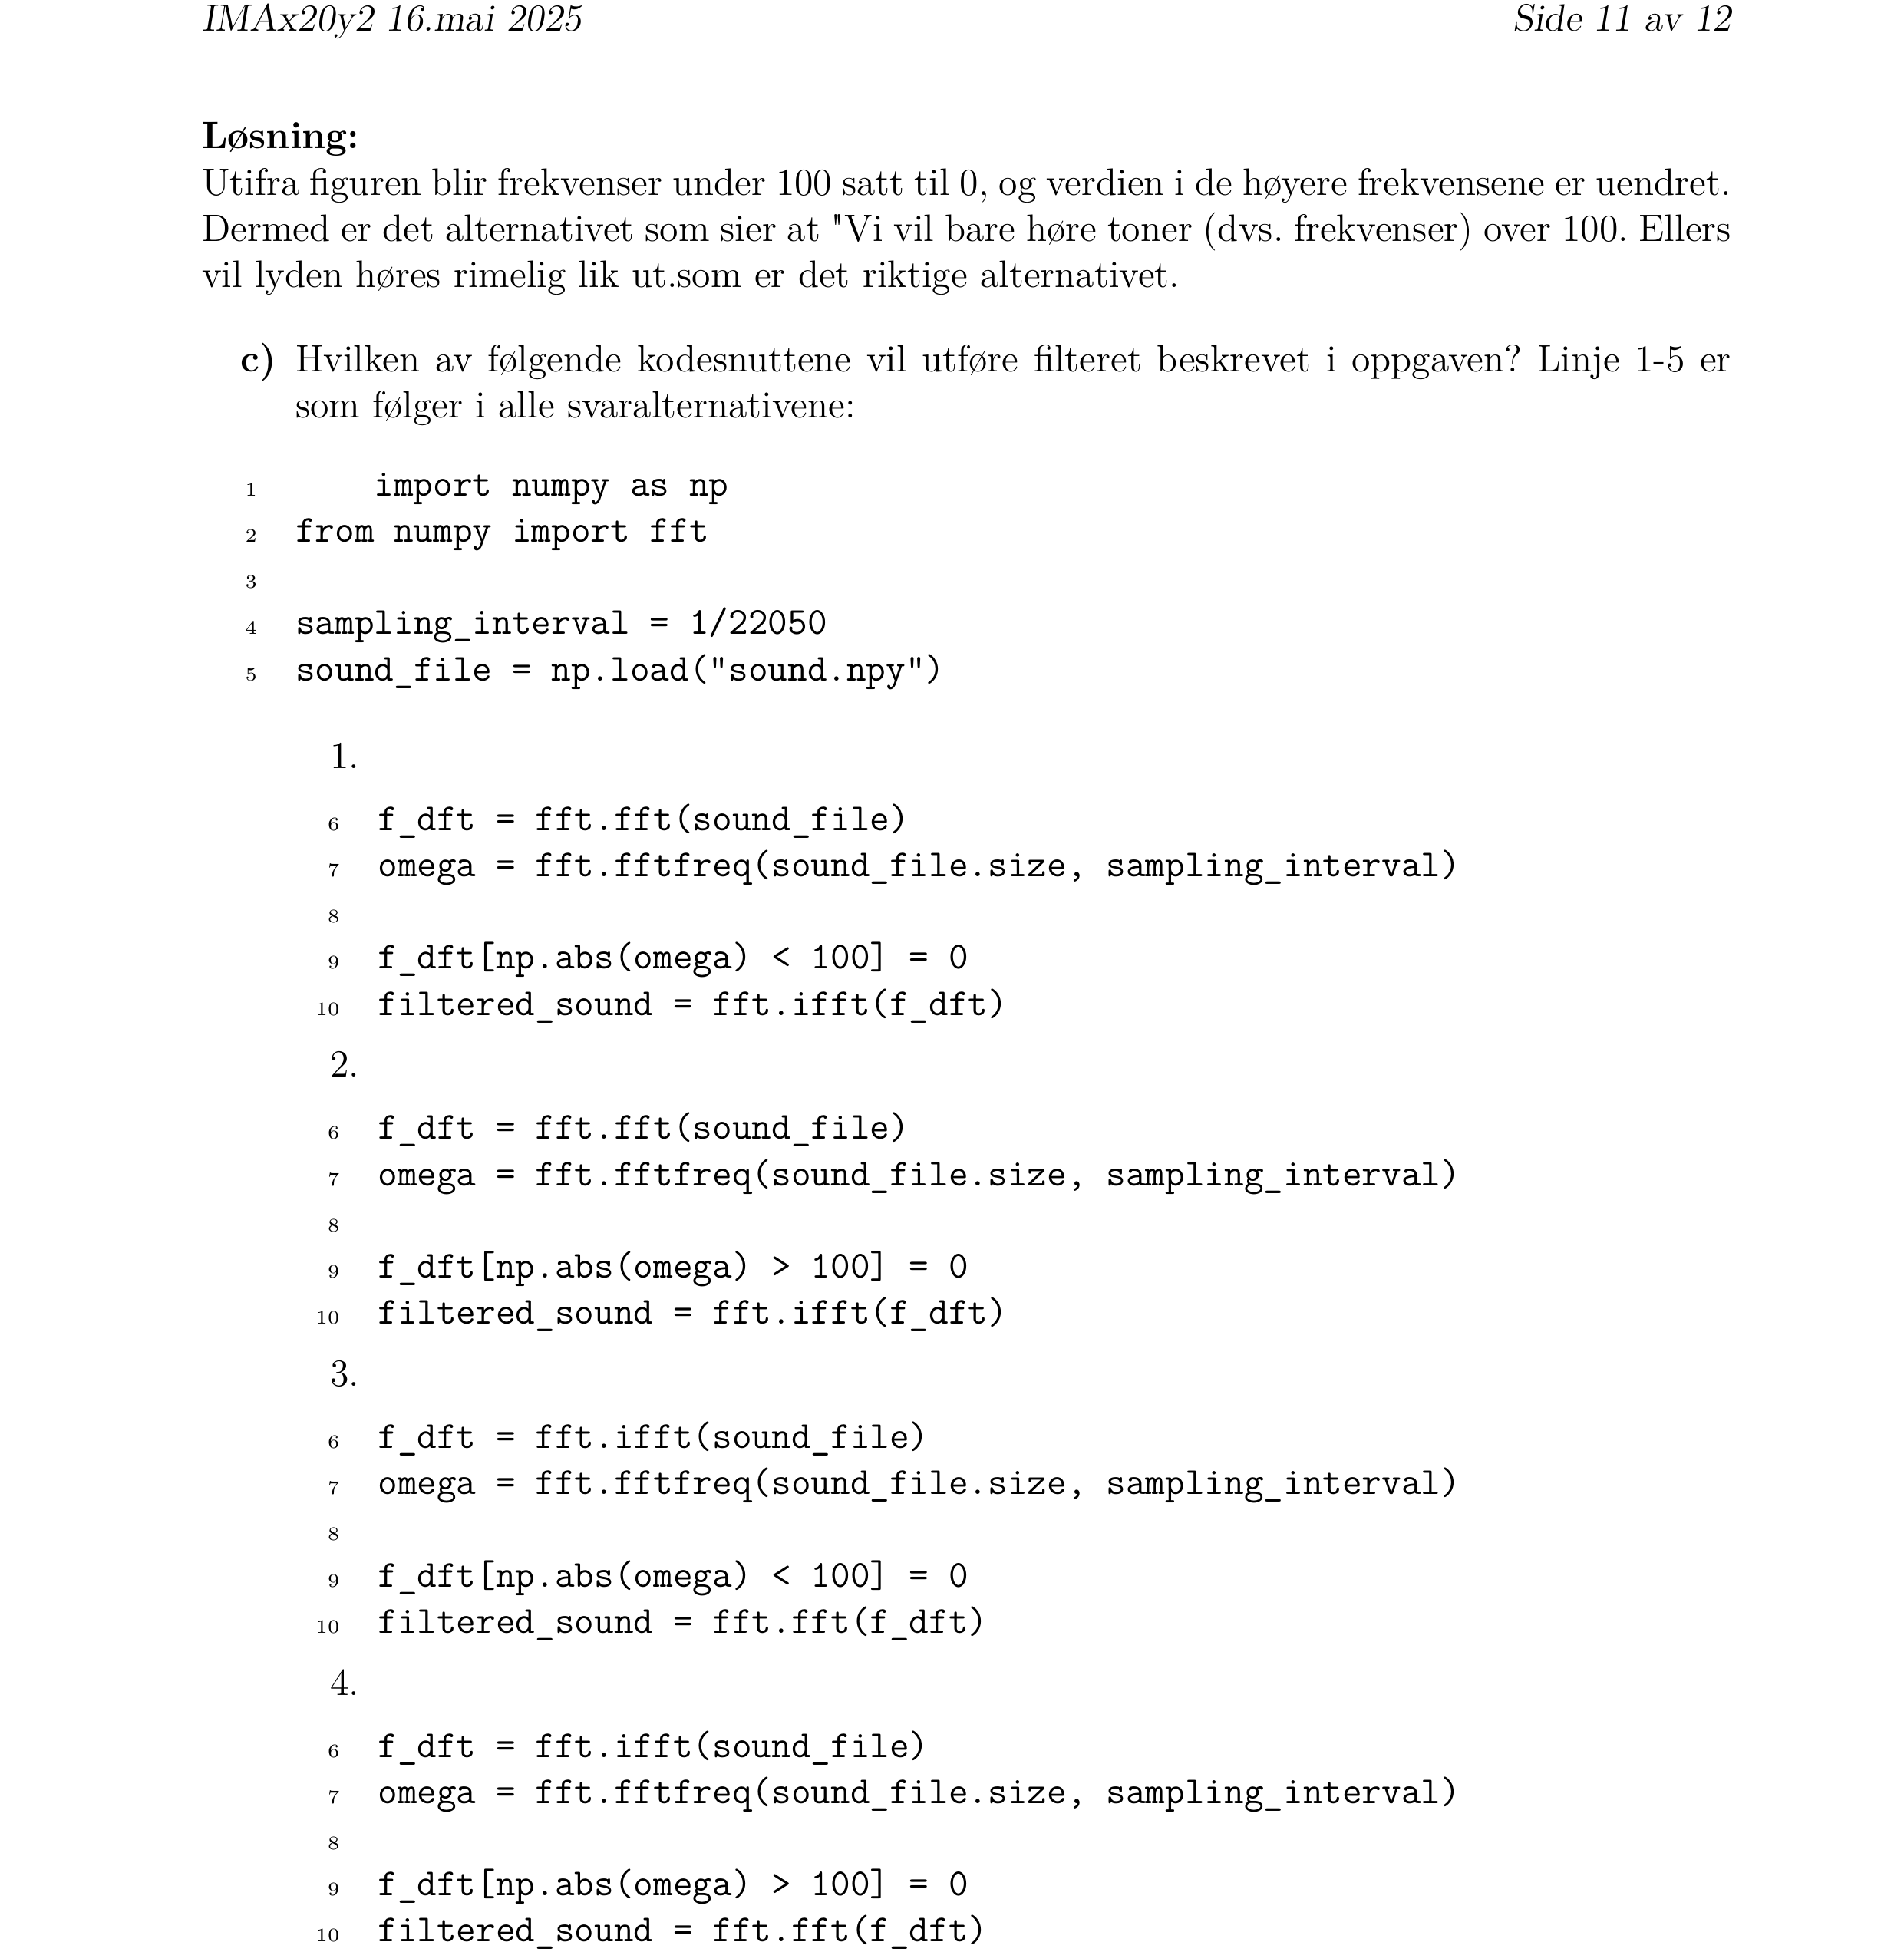 IMAx20y2 16.mai 2025 Side 11 av 12
Løsning:
Utifra figuren blir frekvenser under 100 satt til 0, og verdien i de høyere frekvensene er uendret.
Dermed er det alternativet som sier at "Vi vil bare høre toner (dvs. frekvenser) over 100. Ellers
vil lyden høres rimelig lik ut.som er det riktige alternativet.
c) Hvilken av følgende kodesnuttene vil utføre filteret beskrevet i oppgaven? Linje 1-5 er
som følger i alle svaralternativene:
1 import numpy as np
2 from numpy import fft
3
4 sampling_interval = 1/22050
5 sound_file = np.load("sound.npy")
1.
6 f_dft = fft.fft(sound_file)
7 omega = fft.fftfreq(sound_file.size, sampling_interval)
8
9 f_dft[np.abs(omega) < 100] = 0
10 filtered_sound = fft.ifft(f_dft)
2.
6 f_dft = fft.fft(sound_file)
7 omega = fft.fftfreq(sound_file.size, sampling_interval)
8
9 f_dft[np.abs(omega) > 100] = 0
10 filtered_sound = fft.ifft(f_dft)
3.
6 f_dft = fft.ifft(sound_file)
7 omega = fft.fftfreq(sound_file.size, sampling_interval)
8
9 f_dft[np.abs(omega) < 100] = 0
10 filtered_sound = fft.fft(f_dft)
4.
6 f_dft = fft.ifft(sound_file)
7 omega = fft.fftfreq(sound_file.size, sampling_interval)
8
9 f_dft[np.abs(omega) > 100] = 0
10 filtered_sound = fft.fft(f_dft)